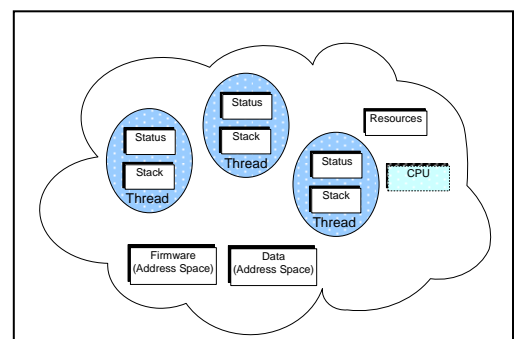 Status
Stack
Thread
Status
Stack
Thread
Status
Stack
Thread
Resources
CPU
Firmware
(Address Space)
Data
(Address Space)